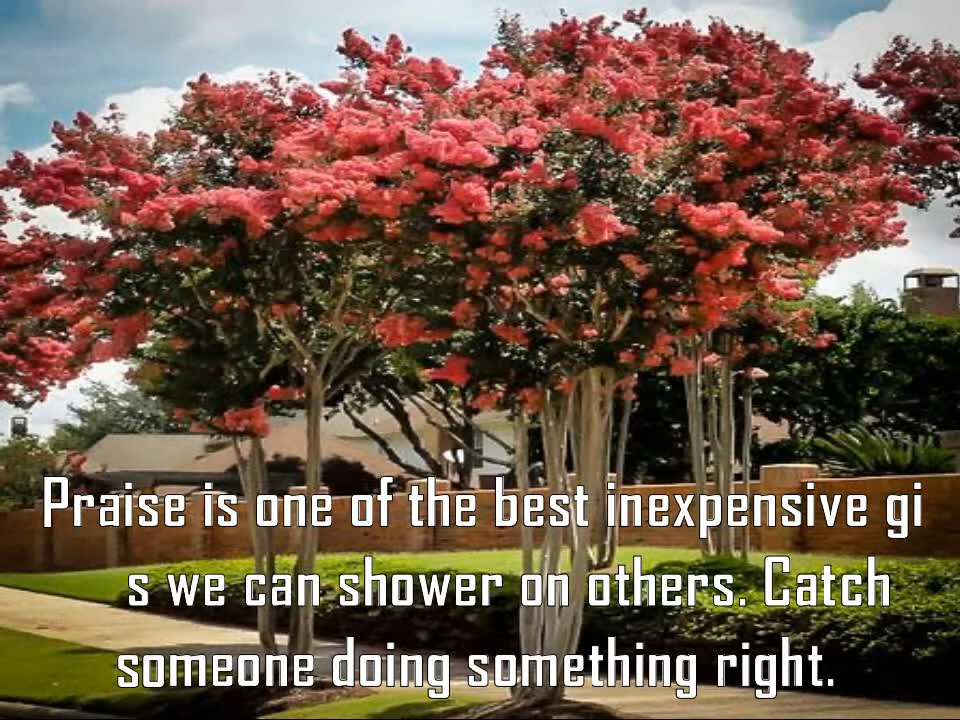 “
Praise is one of the best inexpensive gi
s we can shower on others. Catch
someone doing something right.